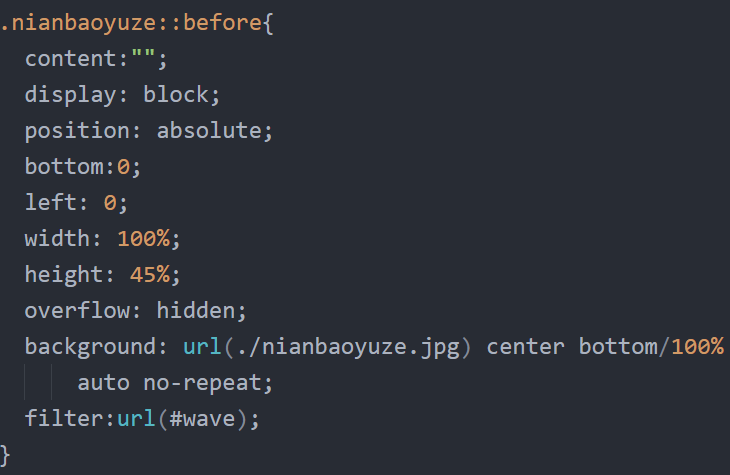 .nianbaoyuze::before{
content:"";
display: block;
position: absolute;
bottom:0;
left: 0;
width: 100%;
height: 45%;
overflow: hidden;
background: url(./nianbaoyuze.jpg) center bottom/100%
auto no-repeat;
filter:url(#wave);
}